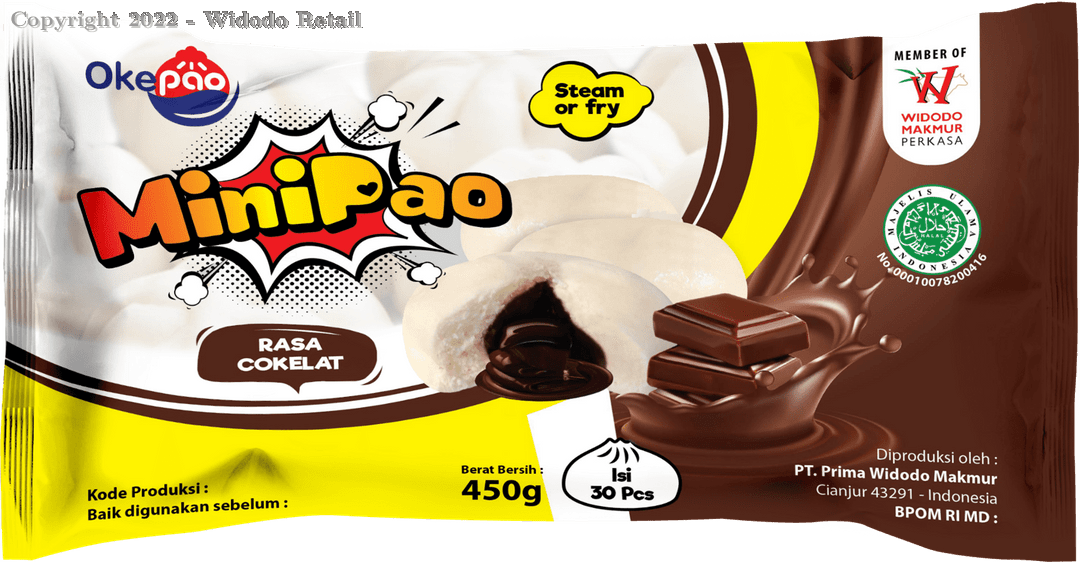 Copyright 2022 - Widodo Retail
Okepao
MiniPao
RASA
COKELAT
Steam
or fry
MEMBER OF
W
WIDODO
MAKMUR
PERKASA
MAJELIS ULAMA
INDONESIA
حلال
HALAL
No. 00010078200416
Kode Produksi :
Baik digunakan sebelum :
Berat Bersih :
450g
Isi
30 Pcs
Diproduksi oleh :
PT. Prima Widodo Makmur
Cianjur 43291 - Indonesia
BPOM RI MD :